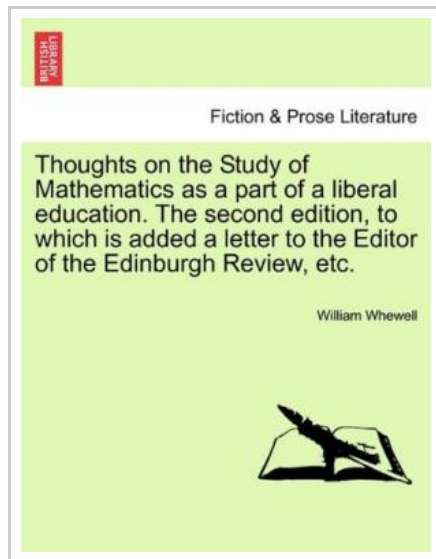 BRITISH
LIBRARY
Fiction & Prose Literature
Thoughts on the Study of
Mathematics as a part of a liberal
education. The second edition, to
which is added a letter to the Editor
of the Edinburgh Review, etc.
William Whewell